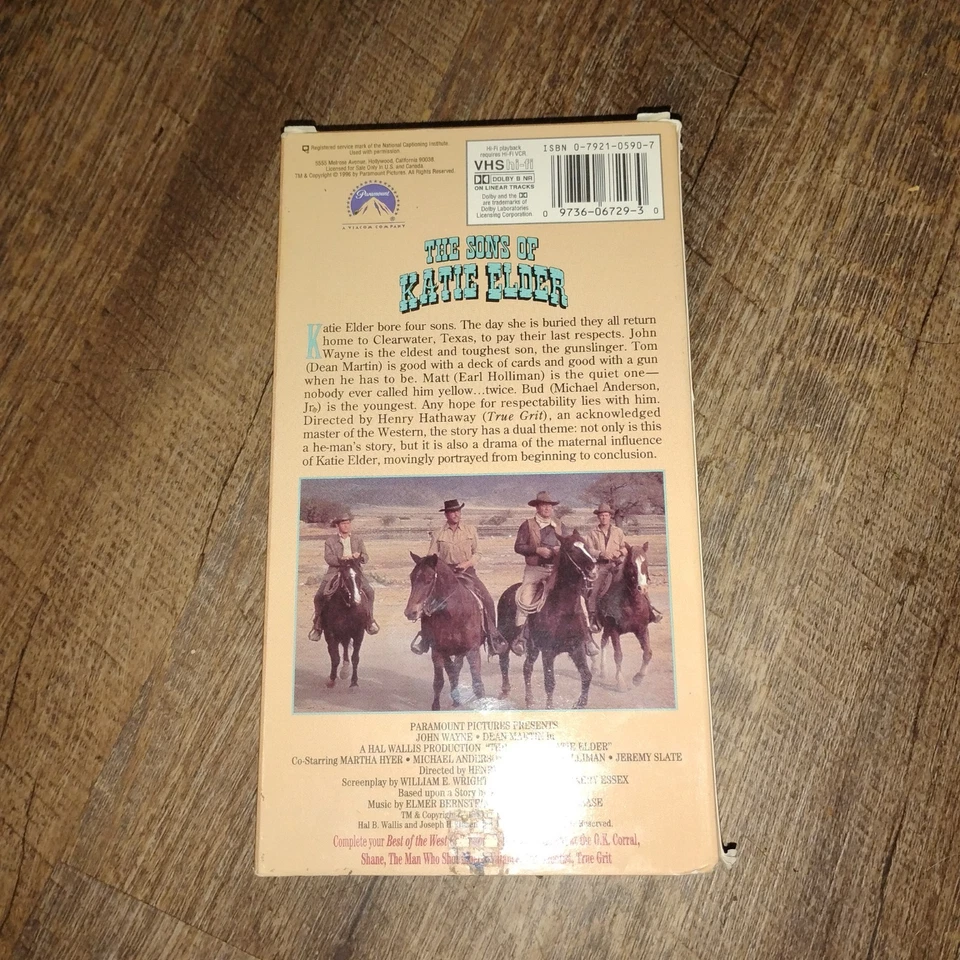 Registered service mark of the National Captioning Institute.
Used with permission.
5555 Melrose Avenue, Hollywood, California 90038.
Licensed for Sale Only in U.S. and Canada.
TM & Copyright © 1996 by Paramount Pictures. All Rights Reserved.
Paramount
A VIACOM COMPANY
Hi-Fi playback
requires Hi-Fi VCR.
VHS hi-fi
DOLBY B NR
ON LINEAR TRACKS
Dolby and the
are trademarks of
Dolby Laboratories
Licensing Corporation.
ISBN 0-7921-0590-7
0 9736-06729-3 0
THE SONS OF
KATIE ELDER
Katie Elder bore four sons. The day she is buried they all return
home to Clearwater, Texas, to pay their last respects. John
Wayne is the eldest and toughest son, the gunslinger. Tom
(Dean Martin) is good with a deck of cards and good with a gun
when he has to be. Matt (Earl Holliman) is the quiet one—
nobody ever called him yellow...twice. Bud (Michael Anderson,
Jr.) is the youngest. Any hope for respectability lies with him.
Directed by Henry Hathaway (True Grit), an acknowledged
master of the Western, the story has a dual theme: not only is this
a he-man's story, but it is also a drama of the maternal influence
of Katie Elder, movingly portrayed from beginning to conclusion.
PARAMOUNT PICTURES PRESENTS
JOHN WAYNE • DEAN MARTIN
A HAL WALLIS PRODUCTION ELDER"
Co-Starring MARTHA HYER • MICHAEL ANDERSON • JEREMY SLATE
Directed by
Screenplay by WILLIAM E. WRIGHT ESSEX
Based upon a Story
Music by ELMER BERNSTEIN
TM & Copyright
Hal B. Wallis and Joseph Reserved.
Complete your Best of the West the O.K. Corral,
Shane, The Man Who Shot True Grit